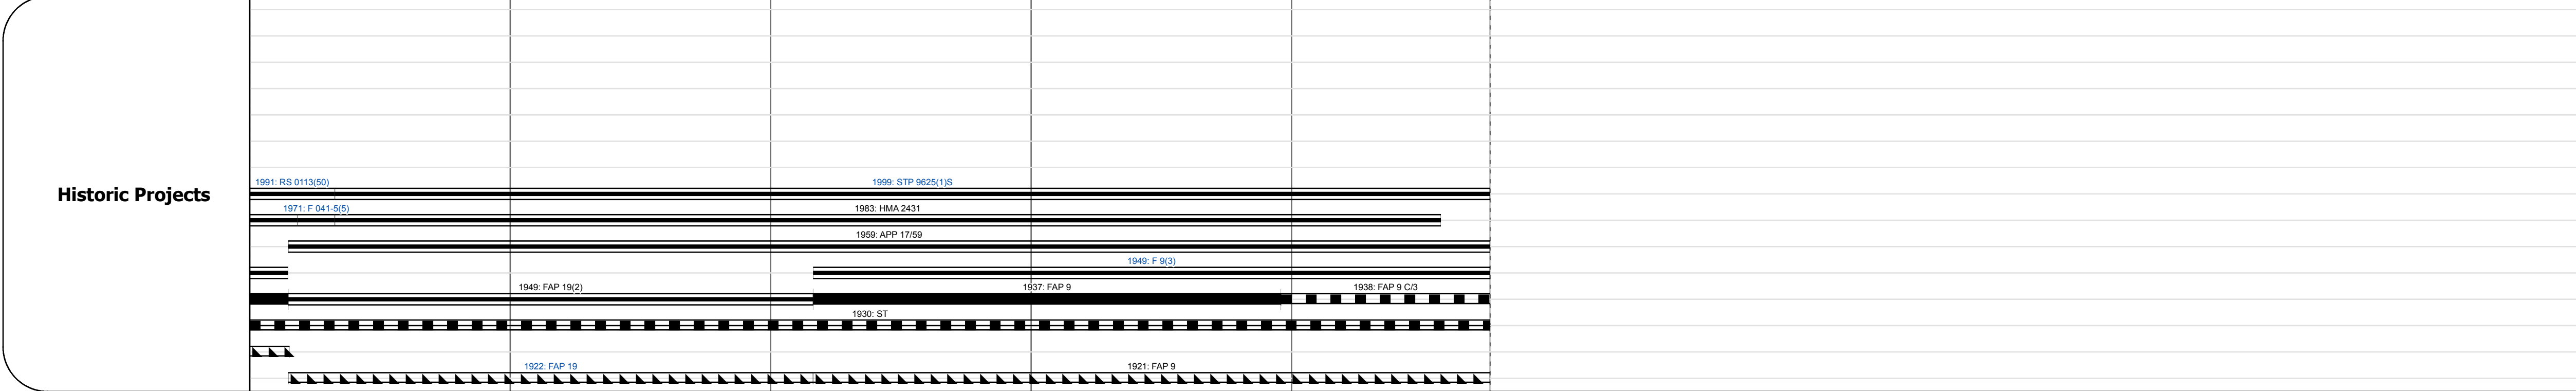 1991: RS 0113(50) 1999: STP 9625(1)S
Historic Projects
1971: F 041-5(5) 1983: HMA 2431
1959: APP 17/59
1949: F 9(3)
1949: FAP 19(2) 1937: FAP 9 1938: FAP 9 C/3
1930: ST
1922: FAP 19 1921: FAP 9